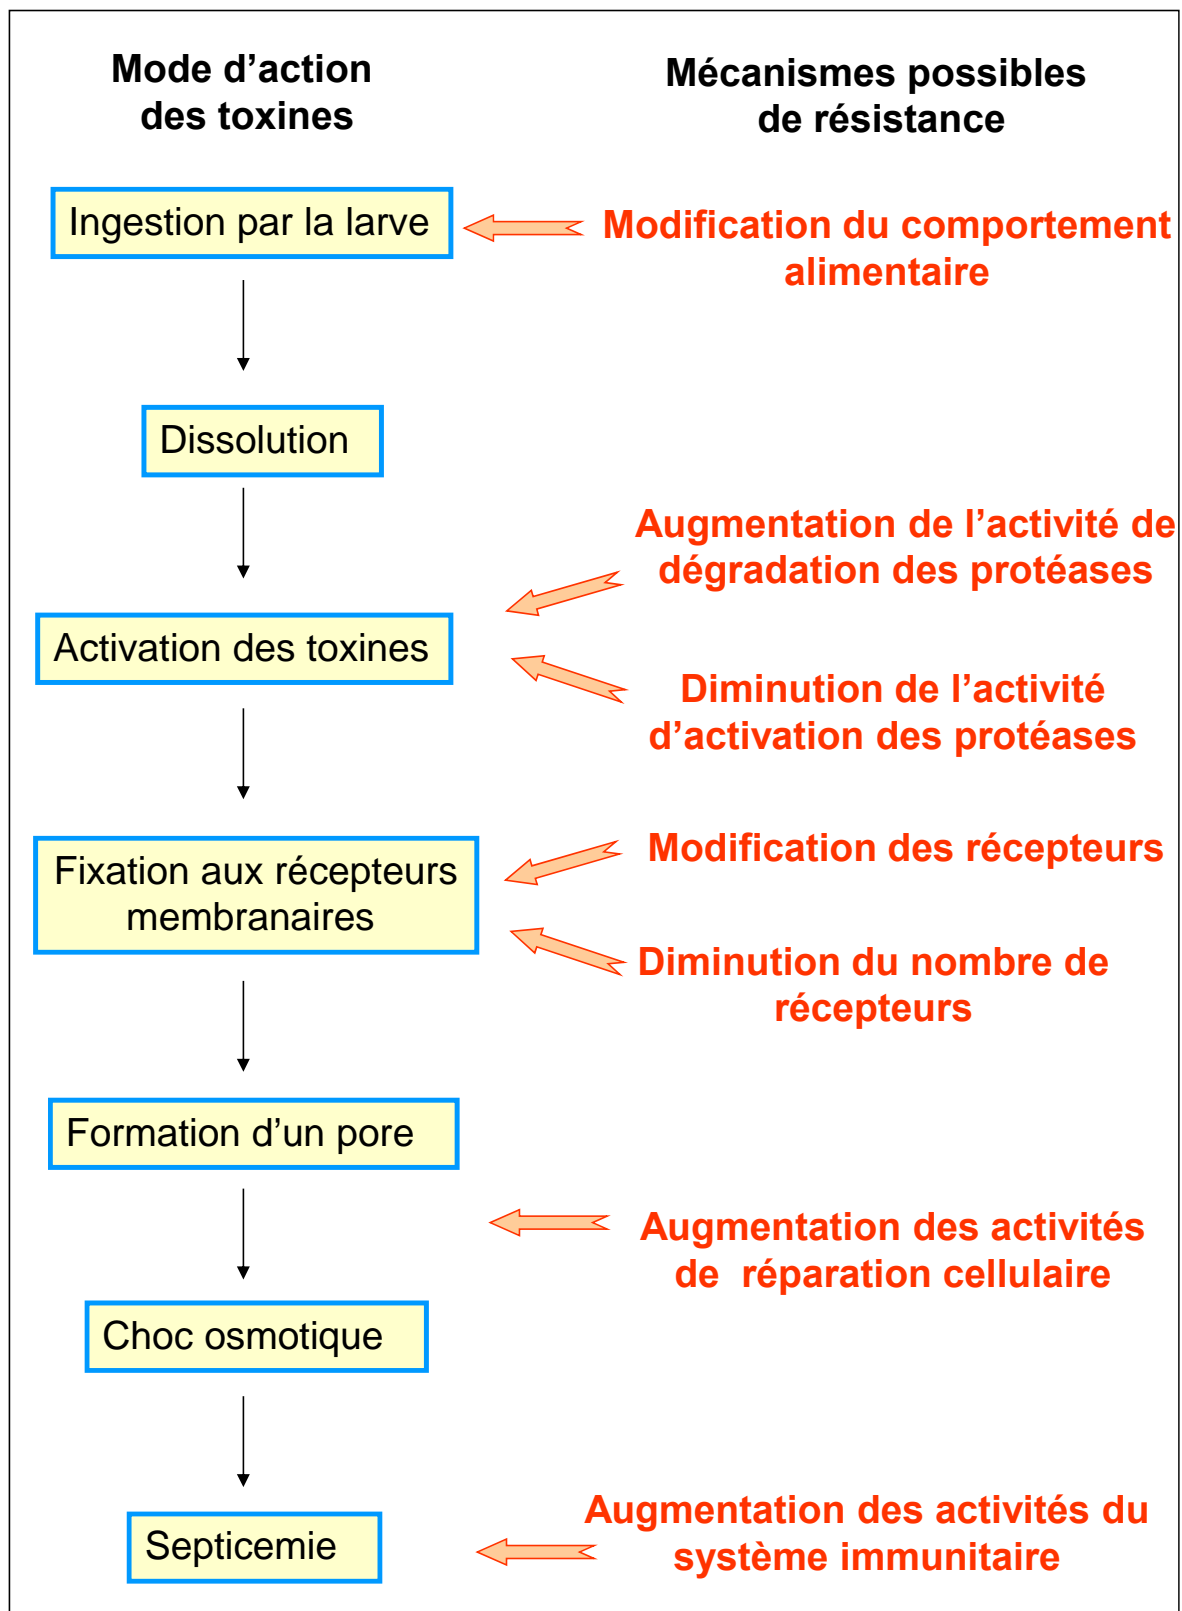 Mode d’action
des toxines
Mécanismes possibles
de résistance
Ingestion par la larve
Modification du comportement
alimentaire
Dissolution
Augmentation de l’activité de
dégradation des protéases
Activation des toxines
Diminution de l’activité
d’activation des protéases
Fixation aux récepteurs
membranaires
Modification des récepteurs
Diminution du nombre de
récepteurs
Formation d’un pore
Augmentation des activités
de réparation cellulaire
Choc osmotique
Septicemie
Augmentation des activités du
système immunitaire